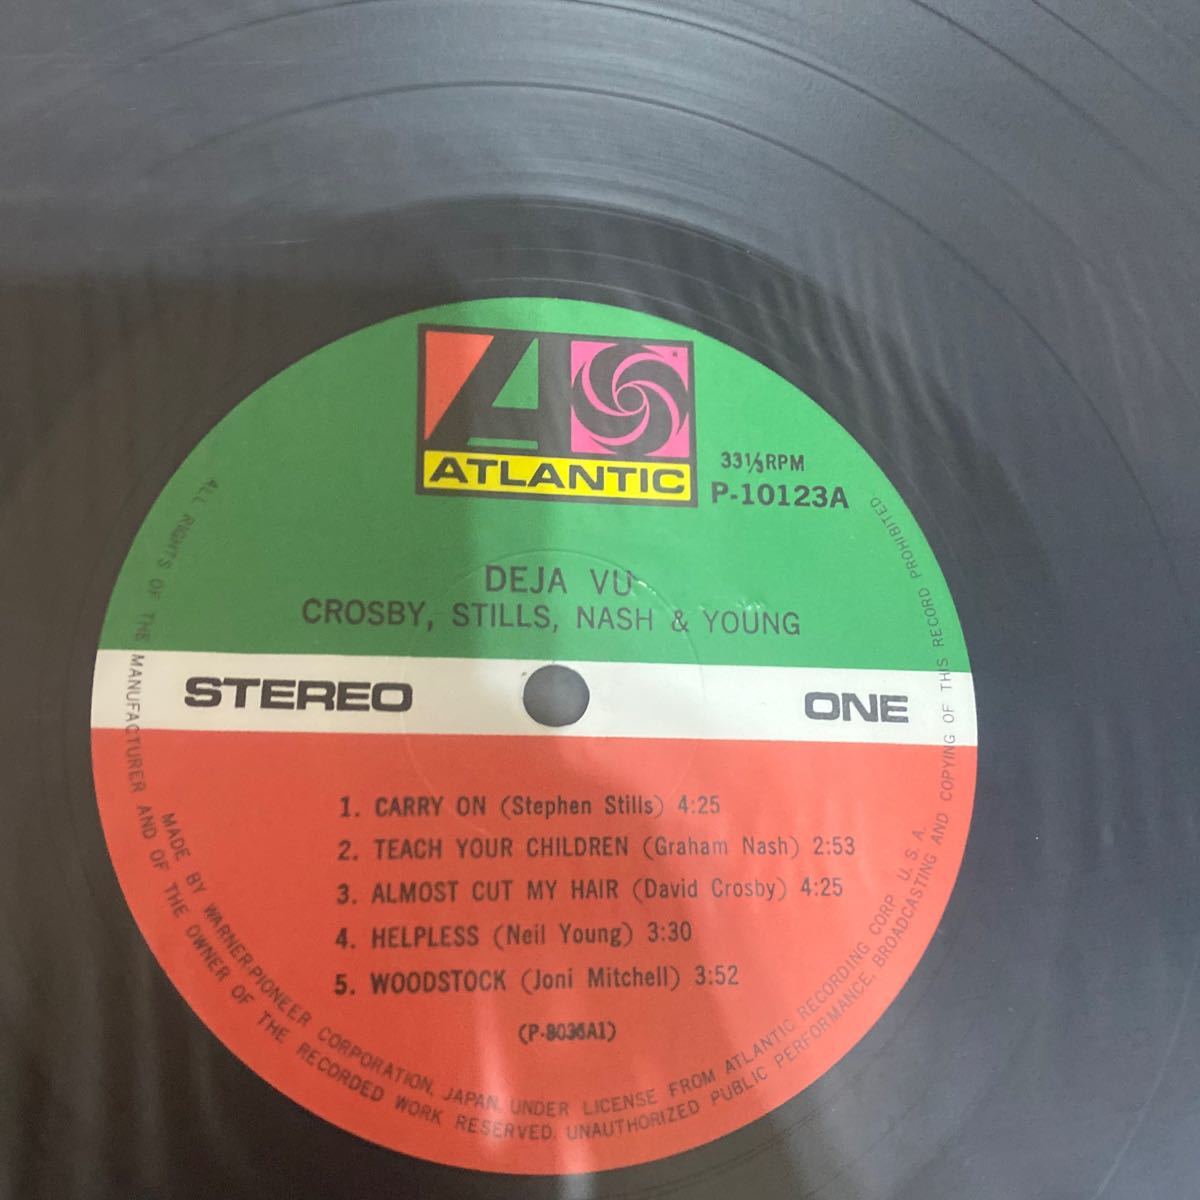 ATLANTIC
33⅓RPM
P-10123A
DEJA VU
CROSBY, STILLS, NASH & YOUNG
STEREO
ONE
1. CARRY ON (Stephen Stills) 4:25
2. TEACH YOUR CHILDREN (Graham Nash) 2:53
3. ALMOST CUT MY HAIR (David Crosby) 4:25
4. HELPLESS (Neil Young) 3:30
5. WOODSTOCK (Joni Mitchell) 3:52
(P-8036A1)
MADE BY WARNER-PIONEER CORPORATION, JAPAN, UNDER LICENSE FROM ATLANTIC RECORDING CORP. U.S.A.
ALL RIGHTS OF THE MANUFACTURER AND OF THE OWNER OF THE RECORDED WORK RESERVED. UNAUTHORIZED PUBLIC PERFORMANCE, BROADCASTING AND COPYING OF THIS RECORD PROHIBITED.